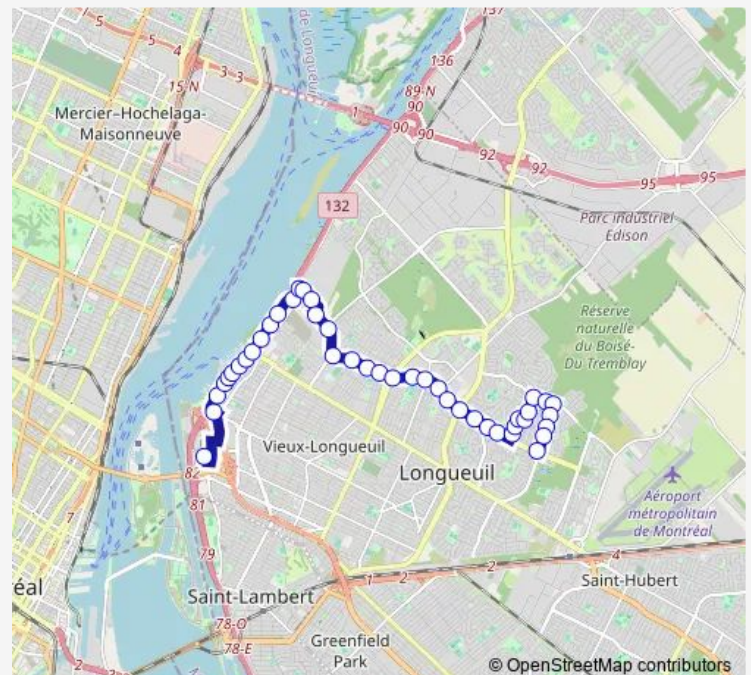 137
5
5
4
3-3
15-N
de Longueuil
136
89-N
90
1
90
90
Mercier–Hochelaga-
Maisonneuve
92
92
95
95
132
Parc industriel
Edison
Réserve
naturelle
du Boisé-
Du Tremblay
Vieux-Longueuil
Longueuil
82
81
7
Aéroport
métropolitain
de Montréal
79
4
1
2
2
Saint-Hubert
réal
Saint-Lambert
78-O
78-E
Greenfield
Park
2
3
© OpenStreetMap contributors